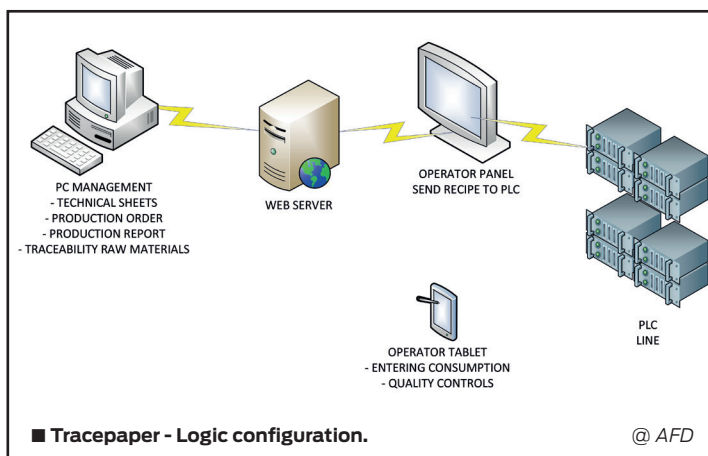 PC MANAGEMENT
- TECHNICAL SHEETS
- PRODUCTION ORDER
- PRODUCTION REPORT
- TRACEABILITY RAW MATERIALS
WEB SERVER
OPERATOR PANEL
SEND RECIPE TO PLC
PLC
LINE
OPERATOR TABLET
- ENTERING CONSUMPTION
- QUALITY CONTROLS
■ Tracepaper - Logic configuration.
@ AFD